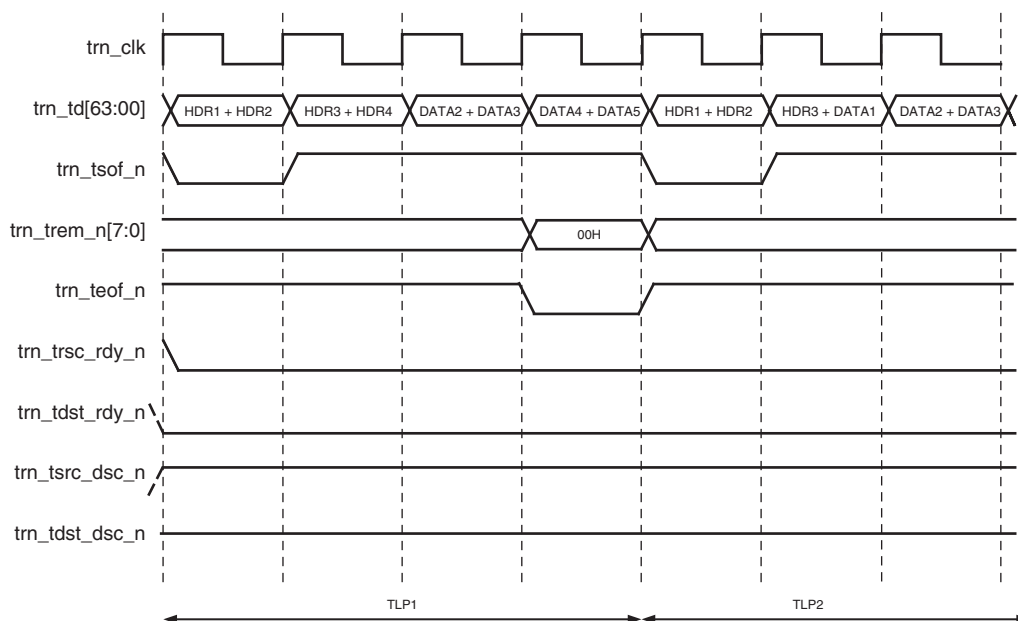 trn_clk
trn_td[63:00]
HDR1 + HDR2
HDR3 + HDR4
DATA2 + DATA3
DATA4 + DATA5
HDR1 + HDR2
HDR3 + DATA1
DATA2 + DATA3
trn_tsof_n
trn_trem_n[7:0]
00H
trn_teof_n
trn_trsc_rdy_n
trn_tdst_rdy_n
trn_tsrc_dsc_n
trn_tdst_dsc_n
TLP1
TLP2